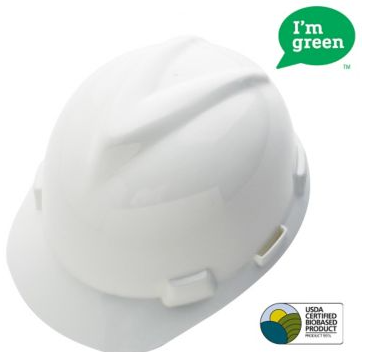 I'm
green
TM
USDA
CERTIFIED
BIOBASED
PRODUCT